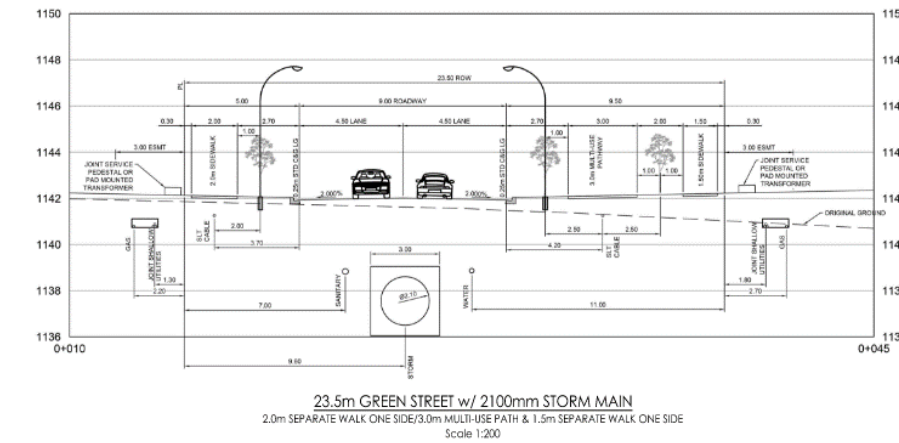 1150
1150
1148
1146
1144
1142
1140
1138
1136
0+010
0+045
23.50 ROW
PL
5.00
9.00 ROADWAY
9.50
0.30
2.00
2.70
4.50 LANE
4.50 LANE
2.70
3.00
2.00
1.50
0.30
1.00
1.00
3.00 ESMT
3.00 ESMT
JOINT SERVICE
PEDESTAL OR
PAD MOUNTED
TRANSFORMER
2.0m SIDEWALK
0.25m STD C&G LG
0.25m STD C&G LG
3.0m MULTI-USE
PATHWAY
1.00
1.00
1.50m SIDEWALK
JOINT SERVICE
PEDESTAL OR
PAD MOUNTED
TRANSFORMER
2.000%
2.000%
ORIGINAL GROUND
SLT
CABLE
3.70
2.50
4.20
SLT
CABLE
GAS
JOINT SHALLOW
UTILITIES
1.30
2.20
JOINT SHALLOW
UTILITIES
GAS
1.80
2.70
3.00
Ø2.10
SANITARY
WATER
7.00
11.00
STORM
23.5m GREEN STREET w/ 2100mm STORM MAIN
2.0m SEPARATE WALK ONE SIDE/3.0m MULTI-USE PATH & 1.5m SEPARATE WALK ONE SIDE
Scale 1:200